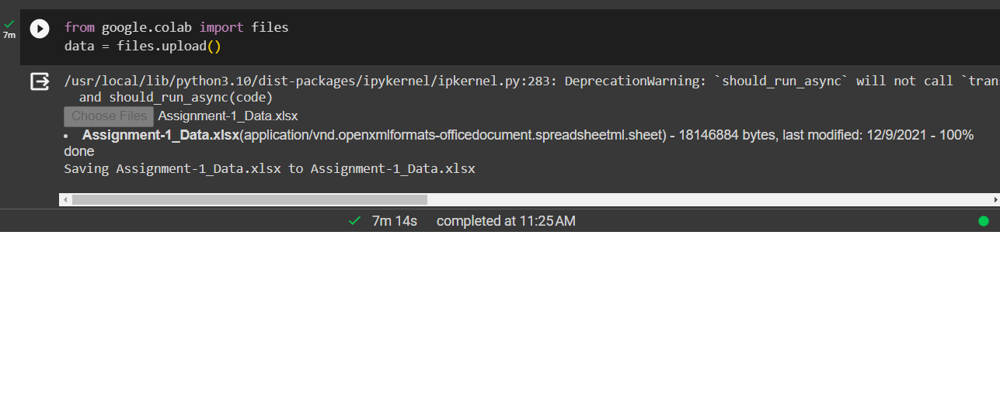 from google.colab import files
7m
data = files.upload()
/usr/local/lib/python3.10/dist-packages/ipykernel/ipkernel.py:283: DeprecationWarning: `should_run_async` will not call `tran
and should_run_async(code)
Choose Files Assignment-1_Data.xlsx
• Assignment-1_Data.xlsx(application/vnd.openxmlformats-officedocument.spreadsheetml.sheet) - 18146884 bytes, last modified: 12/9/2021 - 100%
done
Saving Assignment-1_Data.xlsx to Assignment-1_Data.xlsx
7m 14s completed at 11:25 AM